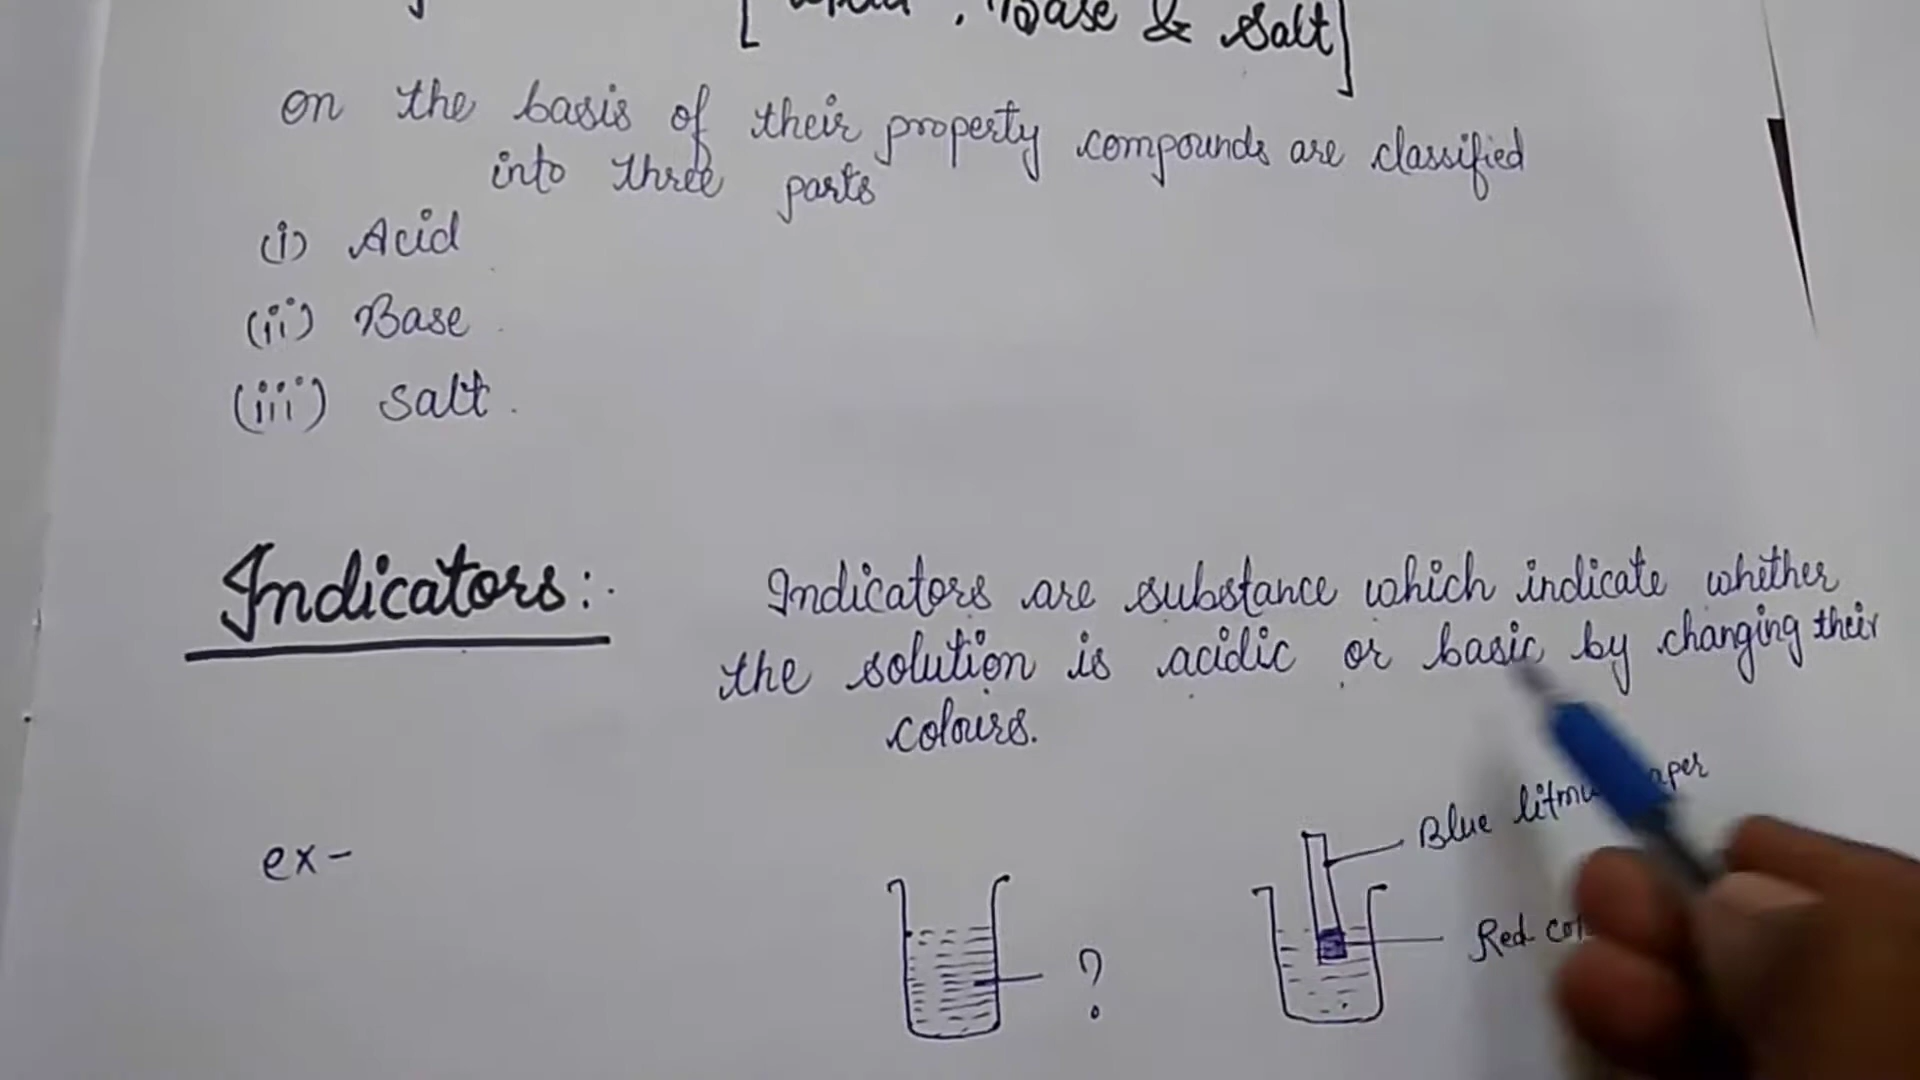 Base & Salt]
on the basis of their property compounds are classified
into three parts
(i) Acid
(ii) Base
(iii) Salt.
Indicators:- Indicators are substance which indicate whether
the solution is acidic or basic by changing their
colours.
ex-
?
Blue
Red